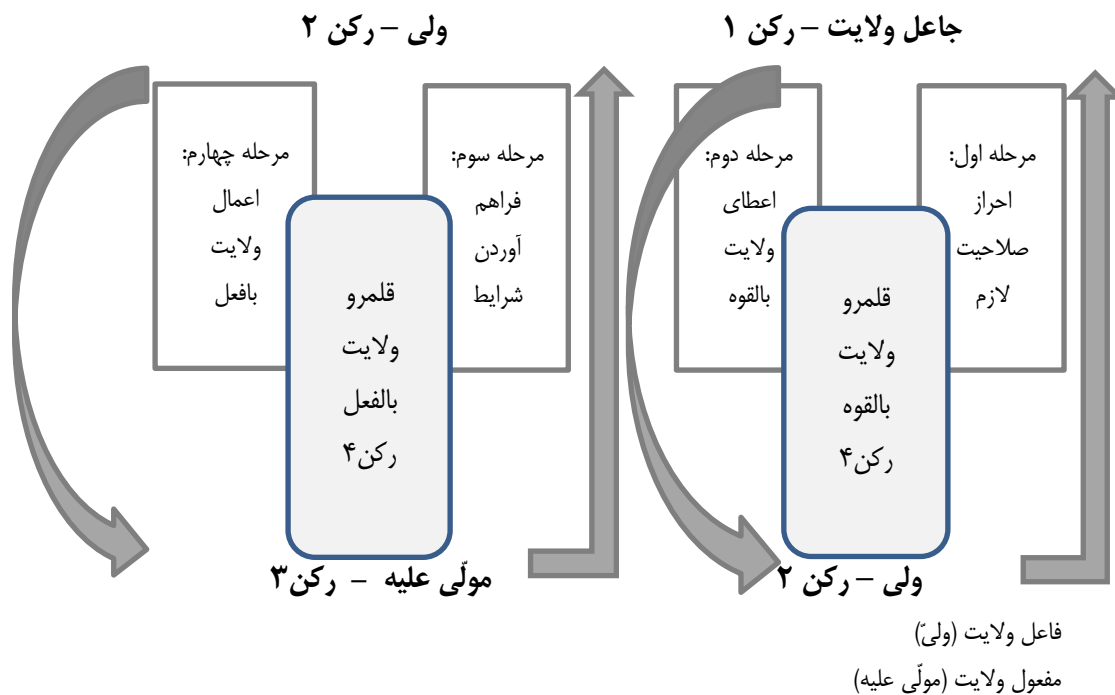 جاعل ولایت – رکن ۱
مرحله اول:
احراز
صلاحیت
لازم
مرحله دوم:
اعطای
ولایت
بالقوه
قلمرو
ولایت
بالقوه
رکن۴
ولی – رکن ۲
ولی – رکن ۲
مرحله سوم:
فراهم
آوردن
شرایط
مرحله چهارم:
اعمال
ولایت
بافعل
قلمرو
ولایت
بالفعل
رکن۴
مولّی علیه – رکن۳
فاعل ولایت (ولیّ)
مفعول ولایت (مولّی علیه)